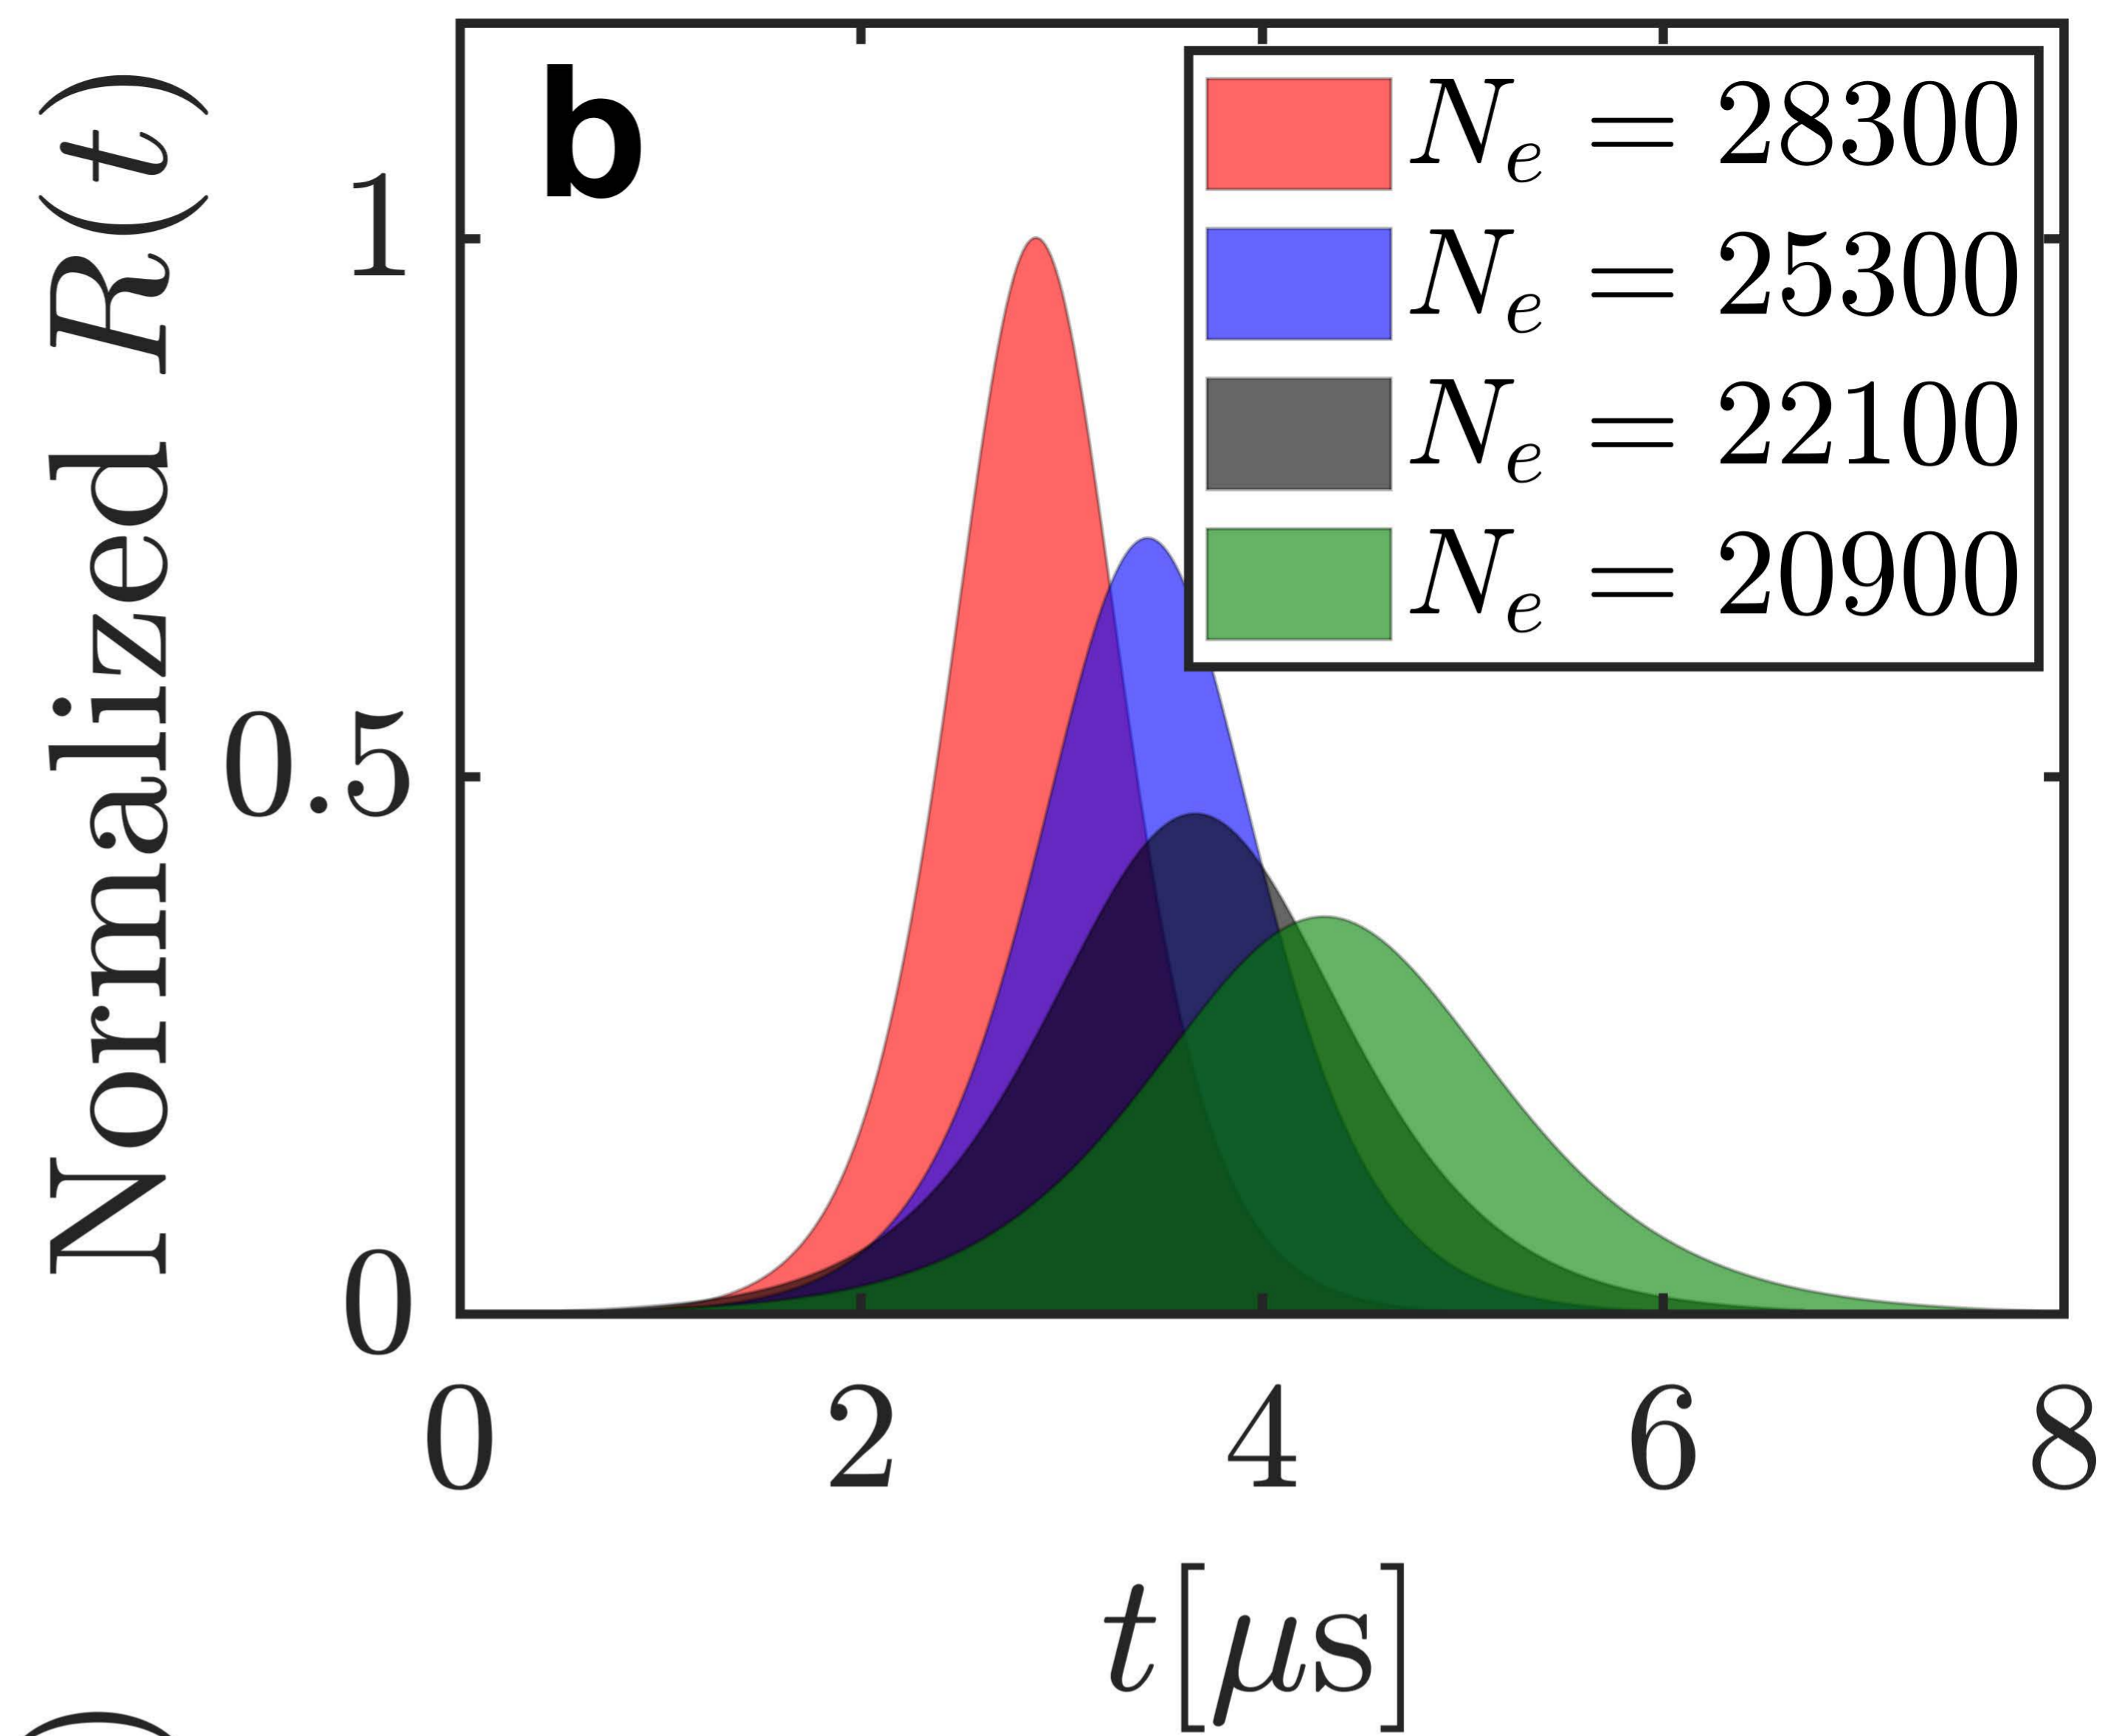 b
N_e = 28300
N_e = 25300
N_e = 22100
N_e = 20900
Normalized R(t)
1
0.5
0
0 2 4 6 8
t[μs]
)